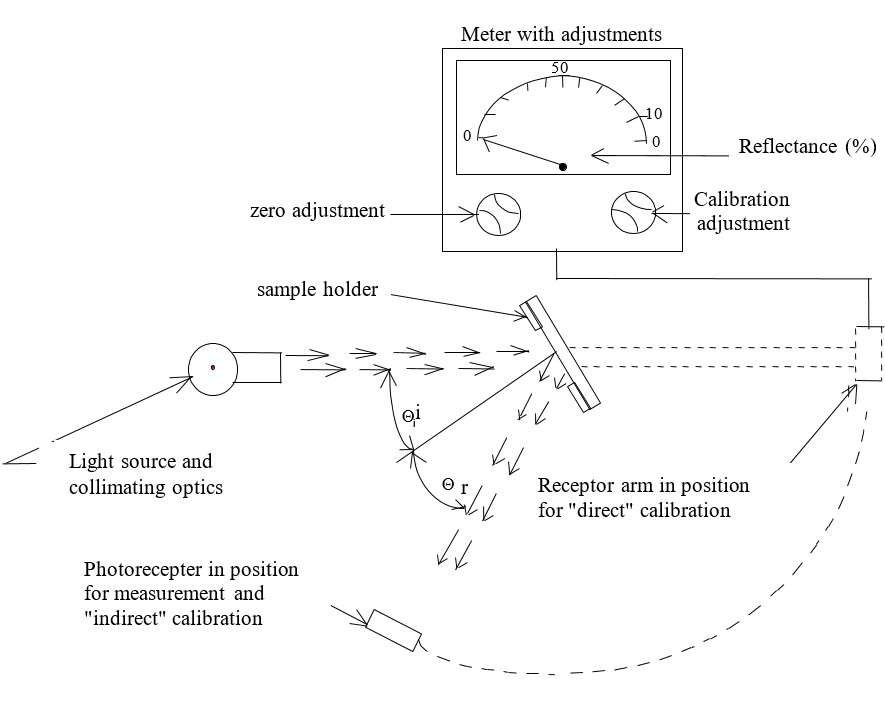 Meter with adjustments
50
10
0
0
Reflectance (%)
zero adjustment
Calibration
adjustment
sample holder
Θi
Θ r
Light source and
collimating optics
Receptor arm in position
for "direct" calibration
Photorecepter in position
for measurement and
"indirect" calibration